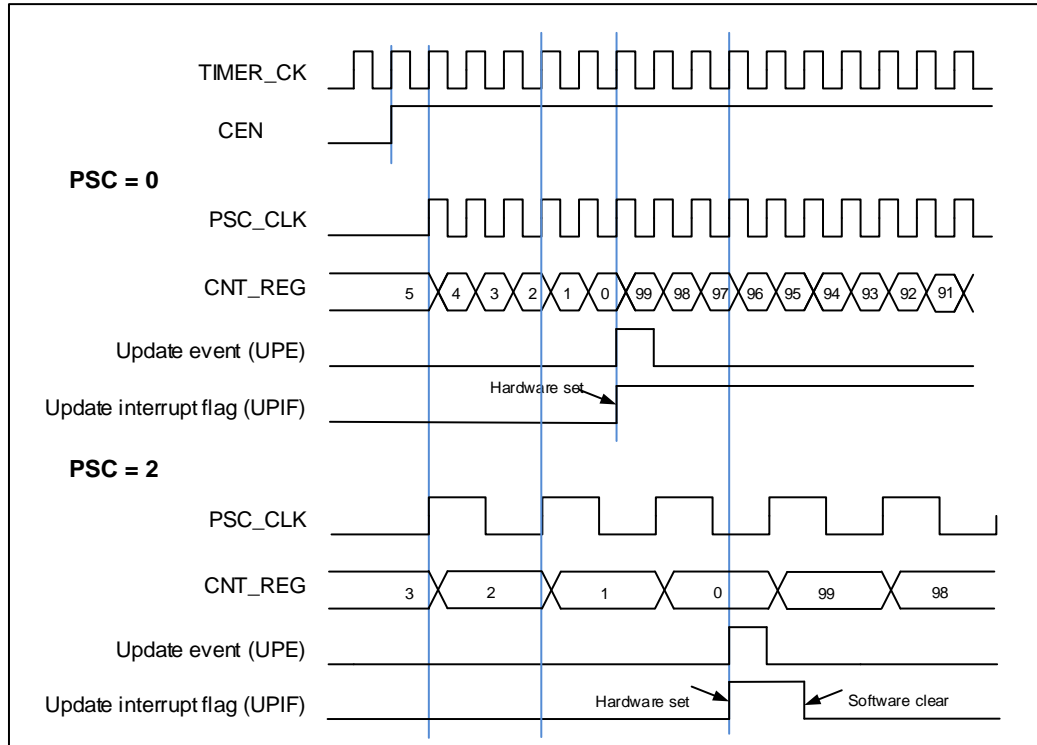 TIMER_CK
CEN
PSC = 0
PSC_CLK
CNT_REG 5 4 3 2 1 0 99 98 97 96 95 94 93 92 91
Update event (UPE)
Hardware set
Update interrupt flag (UPIF)
PSC = 2
PSC_CLK
CNT_REG 3 2 1 0 99 98
Update event (UPE)
Update interrupt flag (UPIF) Hardware set Software clear